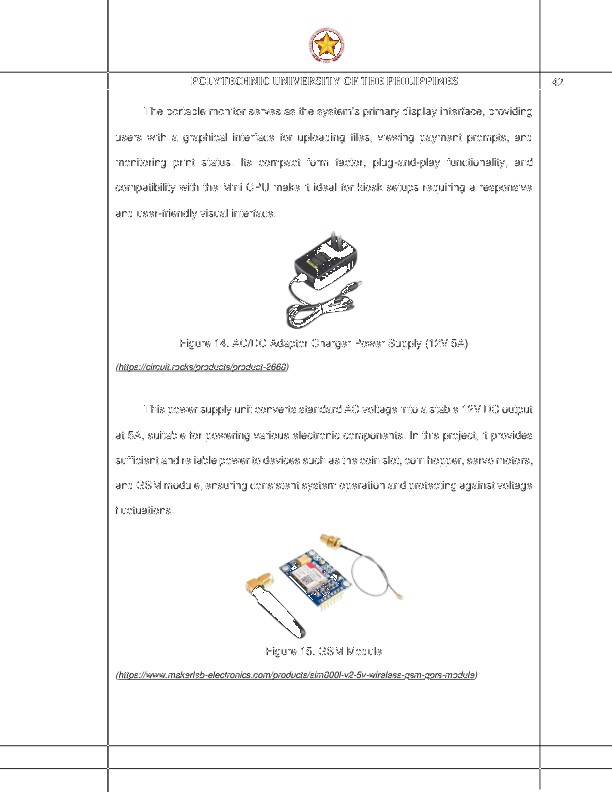 POLYTECHNIC UNIVERSITY OF THE PHILIPPINES
42
The portable monitor serves as the system's primary display interface, providing
users with a graphical interface for uploading files, viewing payment prompts, and
monitoring print status. Its compact form factor, plug-and-play functionality, and
compatibility with the Mini CPU make it ideal for kiosk setups requiring a responsive
and user-friendly visual interface.
Figure 14. AC/DC Adaptor Charger Power Supply (12V 5A)
(https://circuit.rocks/products/product-2668)
This power supply unit converts standard AC voltage into a stable 12V DC output
at 5A, suitable for powering various electronic components. In this project, it provides
sufficient and reliable power to devices such as the coin slot, coin hopper, servo motors,
and GSM module, ensuring consistent system operation and protecting against voltage
fluctuations.
Figure 15. GSM Module
(https://www.makerlab-electronics.com/products/sim800l-v2-5v-wireless-gsm-gprs-module)